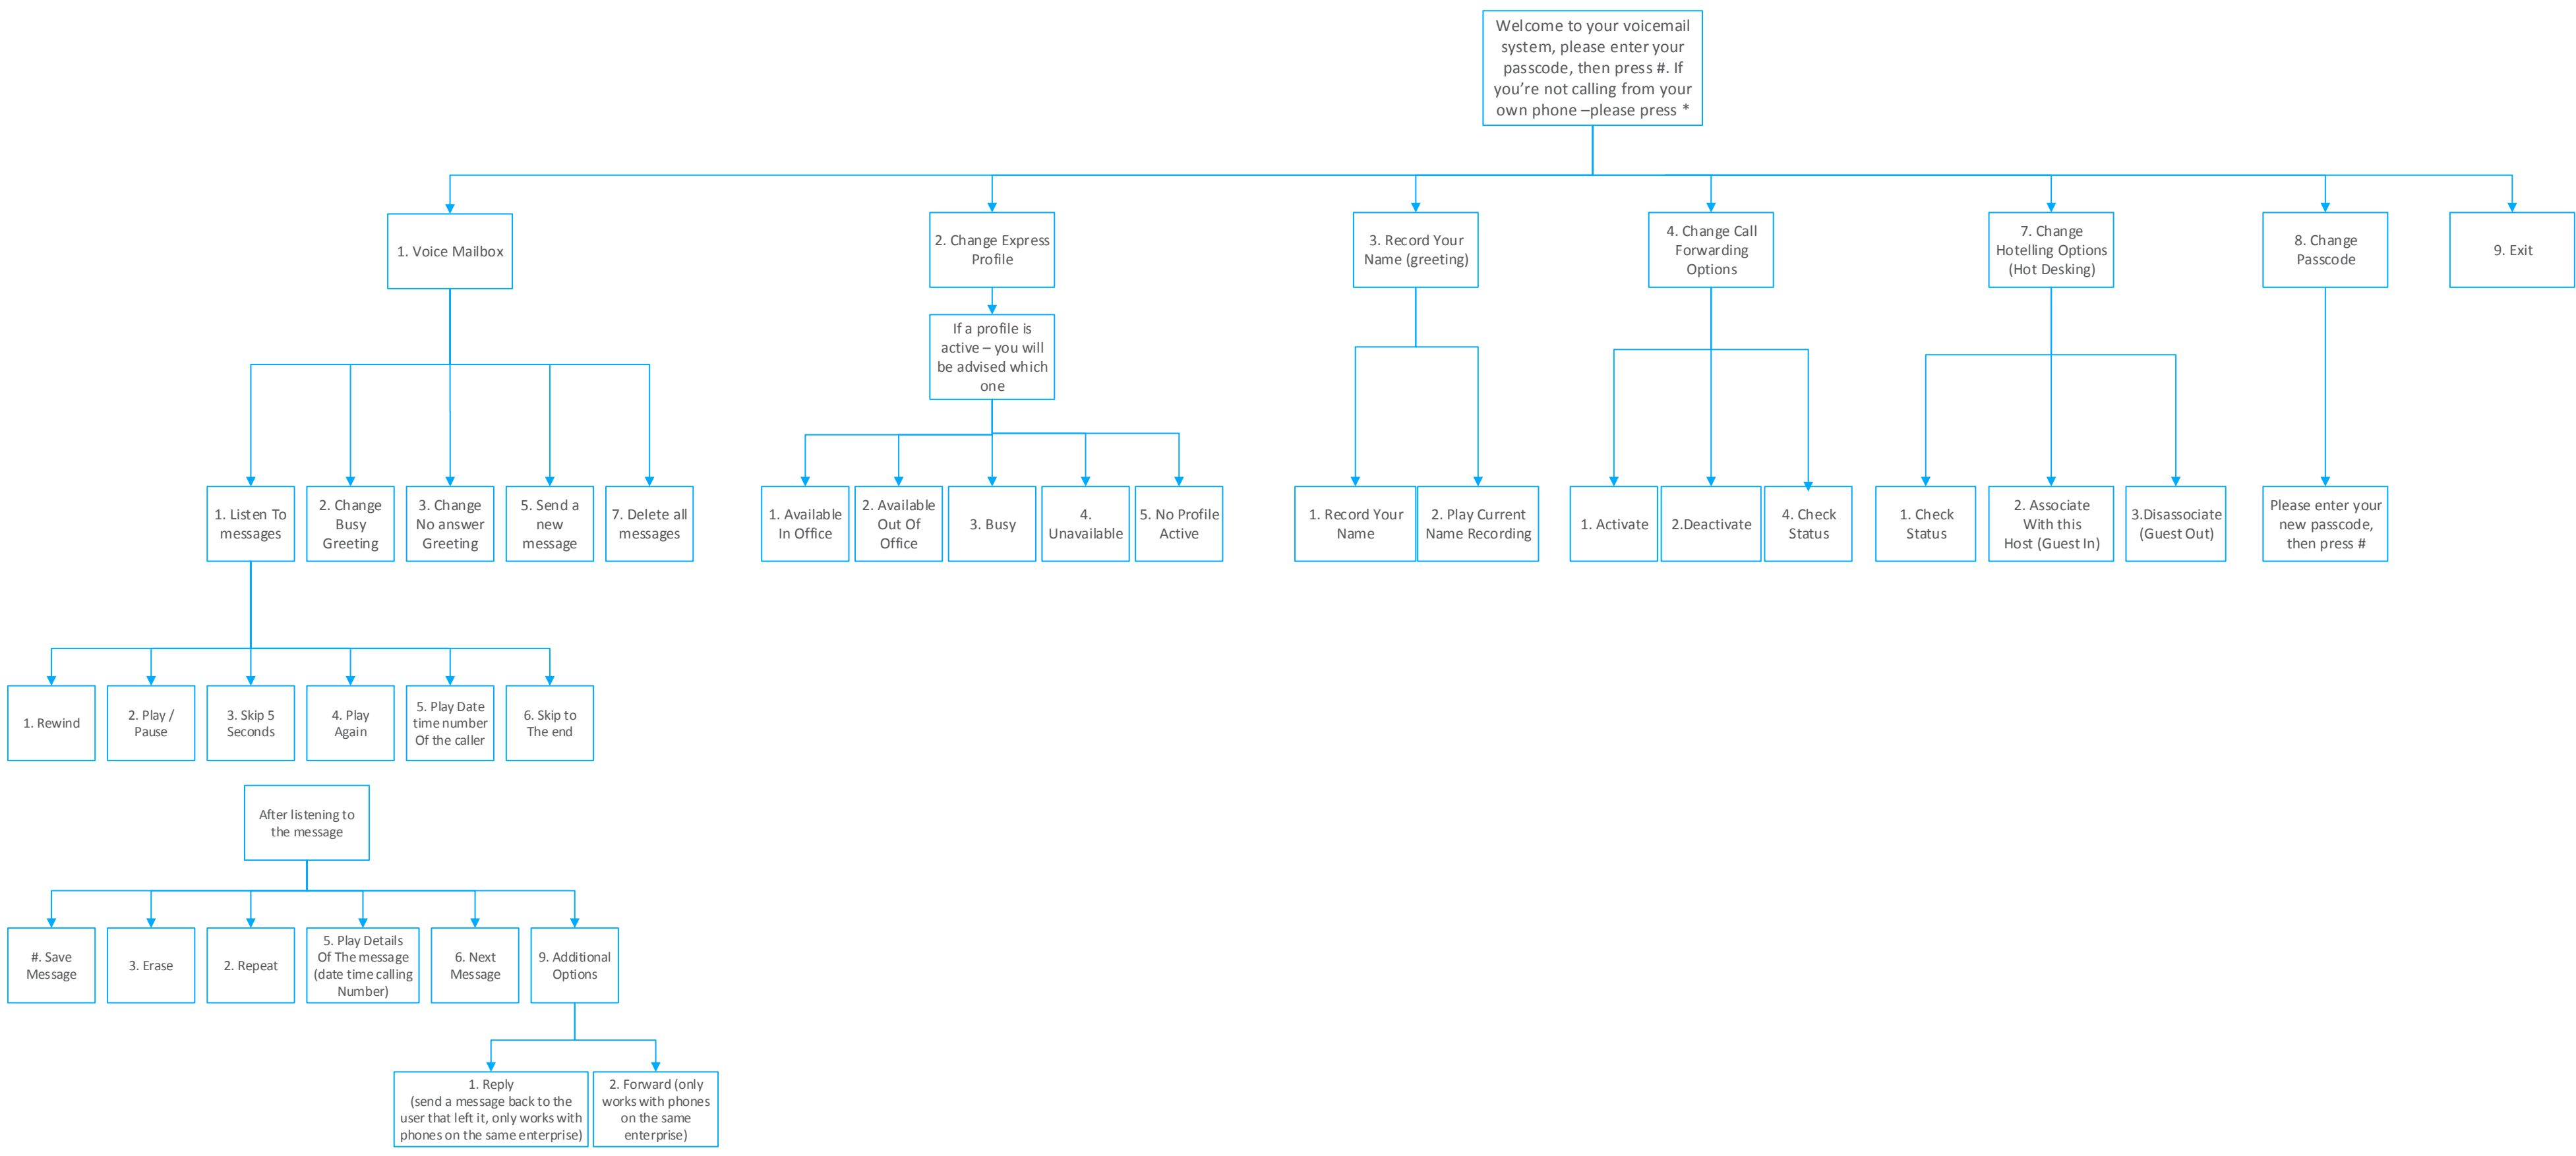 Welcome to your voicemail
system, please enter your
passcode, then press #. If
you’re not calling from your
own phone –please press *
1. Voice Mailbox
2. Change Express
Profile
3. Record Your
Name (greeting)
4. Change Call
Forwarding
Options
7. Change
Hotelling Options
(Hot Desking)
8. Change
Passcode
9. Exit
If a profile is
active – you will
be advised which
one
1. Listen To
messages
2. Change
Busy
Greeting
3. Change
No answer
Greeting
5. Send a
new
message
7. Delete all
messages
1. Available
In Office
2. Available
Out Of
Office
3. Busy
4.
Unavailable
5. No Profile
Active
1. Record Your
Name
2. Play Current
Name Recording
1. Activate
2.Deactivate
4. Check
Status
1. Check
Status
2. Associate
With this
Host (Guest In)
3.Disassociate
(Guest Out)
Please enter your
new passcode,
then press #
1. Rewind
2. Play /
Pause
3. Skip 5
Seconds
4. Play
Again
5. Play Date
time number
Of the caller
6. Skip to
The end
After listening to
the message
#. Save
Message
3. Erase
2. Repeat
5. Play Details
Of The message
(date time calling
Number)
6. Next
Message
9. Additional
Options
1. Reply
(send a message back to the
user that left it, only works with
phones on the same enterprise)
2. Forward (only
works with phones
on the same
enterprise)